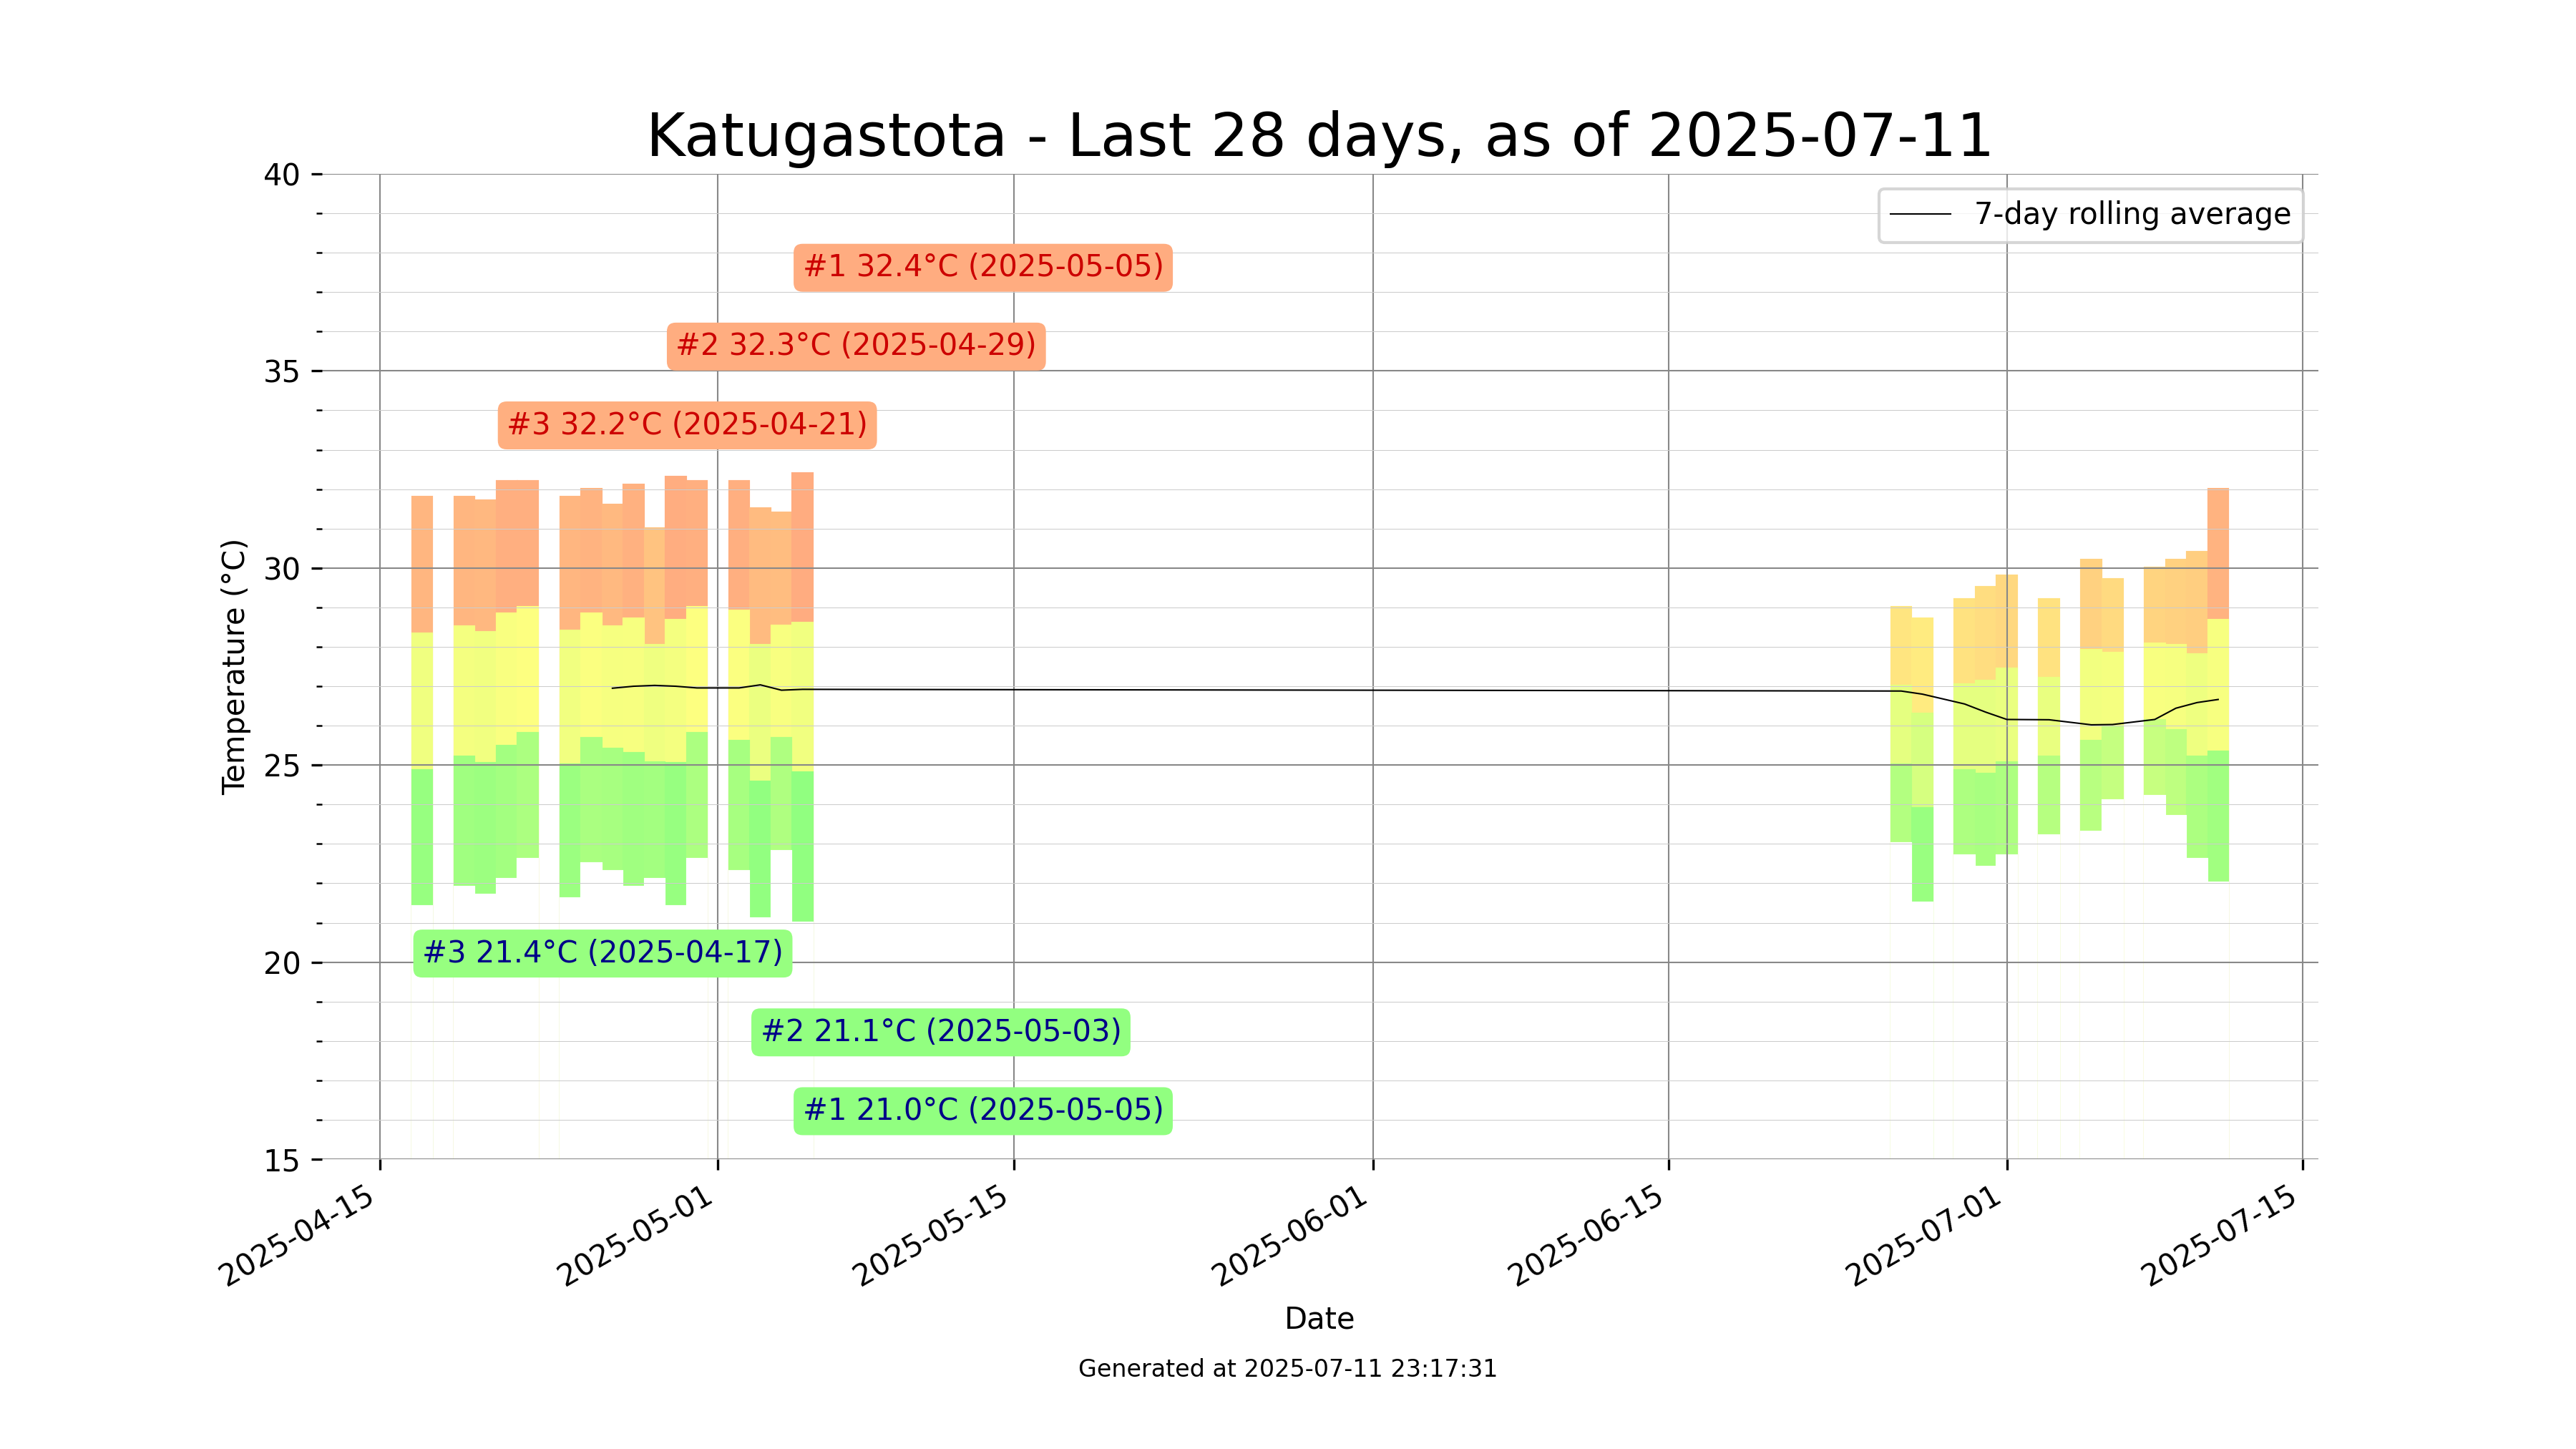 Katugastota - Last 28 days, as of 2025-07-11
40
35
30
25
20
15
Temperature (°C)
7-day rolling average
#1 32.4°C (2025-05-05)
#2 32.3°C (2025-04-29)
#3 32.2°C (2025-04-21)
#3 21.4°C (2025-04-17)
#2 21.1°C (2025-05-03)
#1 21.0°C (2025-05-05)
2025-04-15
2025-05-01
2025-05-15
2025-06-01
2025-06-15
2025-07-01
2025-07-15
Date
Generated at 2025-07-11 23:17:31